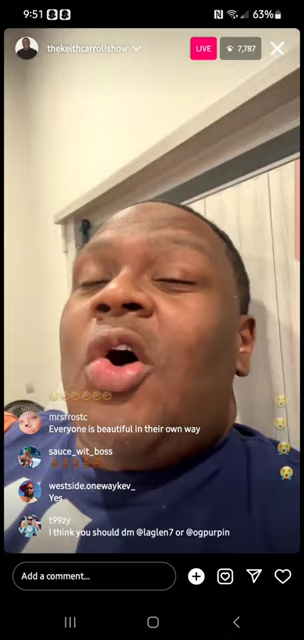 9:51
63%
thekeithcarrollshow
LIVE
7,787
mrsfrostc
Everyone is beautiful in their own way
sauce_wit_boss
westside.onewaykev_
Yes
t99zy
I think you should dm @laglen7 or @ogpurpin
Add a comment...